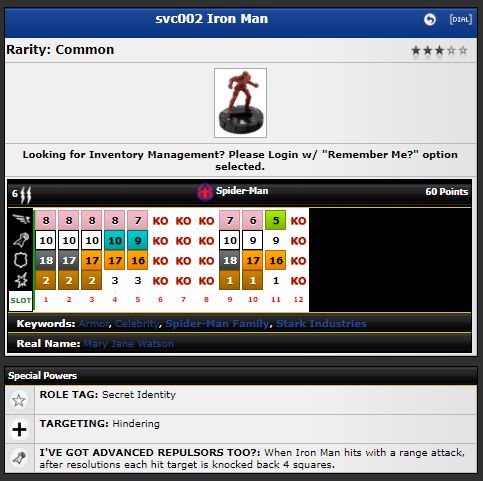 svc002 Iron Man
[DIAL]
Rarity: Common
Looking for Inventory Management? Please Login w/ "Remember Me?" option
selected.
6 Spider-Man 60 Points
8 8 8 8 7 KO KO KO 7 6 5 KO
10 10 10 10 9 KO KO KO 10 9 9 KO
18 17 17 17 16 KO KO KO 18 17 16 KO
2 2 2 3 3 KO KO KO 1 1 1 KO
SLOT 1 2 3 4 5 6 7 8 9 10 11 12
Keywords: Armor, Celebrity, Spider-Man Family, Stark Industries
Real Name: Mary Jane Watson
Special Powers
ROLE TAG: Secret Identity
TARGETING: Hindering
I'VE GOT ADVANCED REPULSORS TOO?: When Iron Man hits with a range attack,
after resolutions each hit target is knocked back 4 squares.